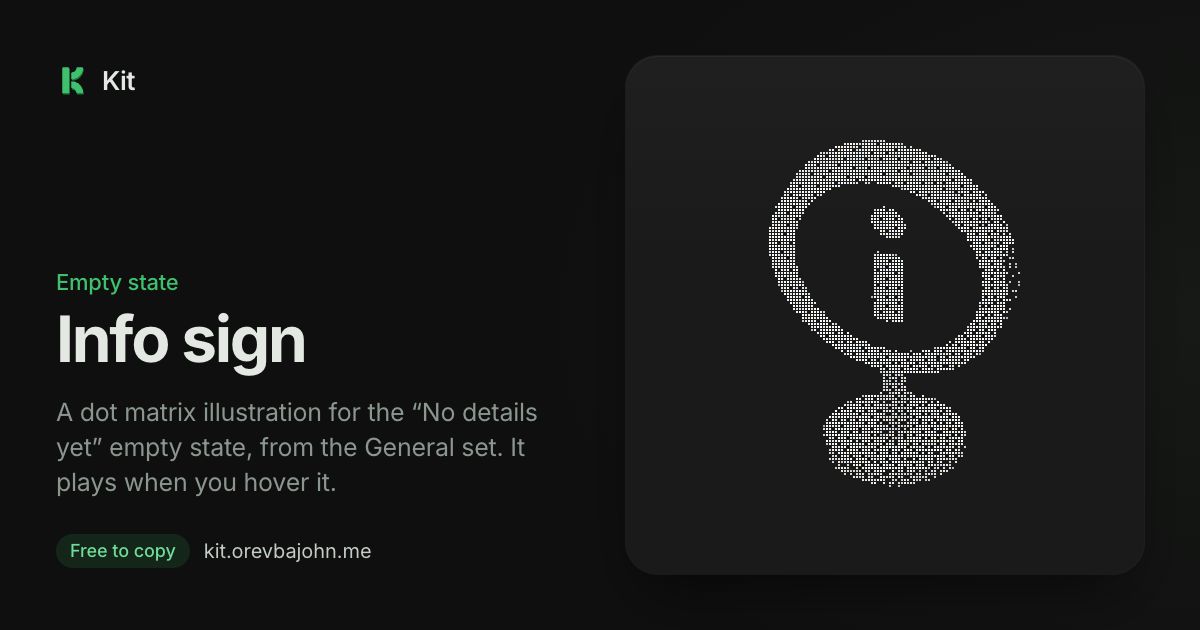 Kit
Empty state
Info sign
A dot matrix illustration for the “No details
yet” empty state, from the General set. It
plays when you hover it.
Free to copy
kit.orevbajohn.me
i